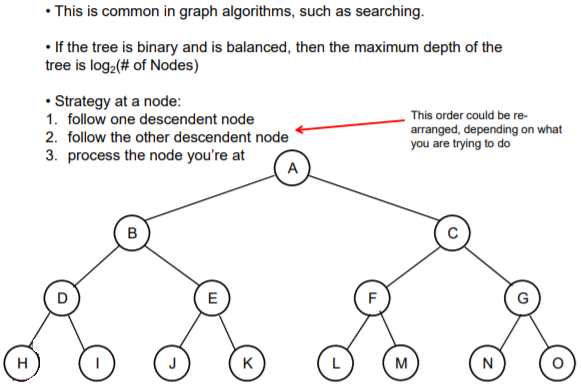 • This is common in graph algorithms, such as searching.
• If the tree is binary and is balanced, then the maximum depth of the
tree is log₂(# of Nodes)
• Strategy at a node:
1. follow one descendent node
2. follow the other descendent node
3. process the node you're at
This order could be re-
arranged, depending on what
you are trying to do
A
B C
D E F G
H I J K L M N O